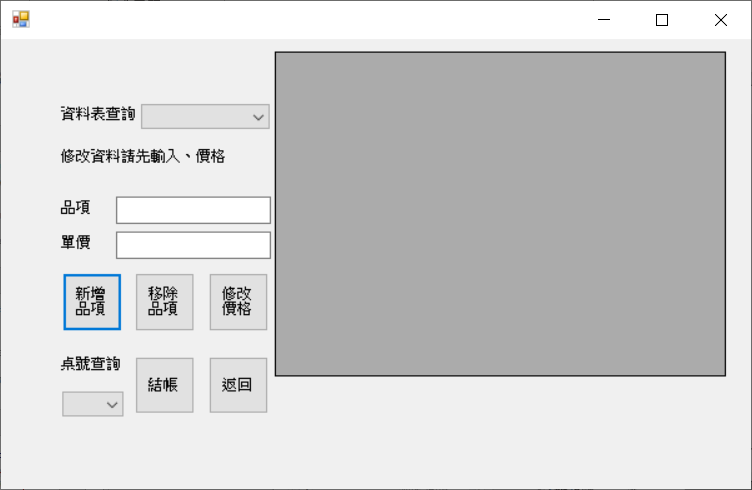 資料表查詢
修改資料請先輸入、價格
品項
單價
新增
品項
移除
品項
修改
價格
桌號查詢
結帳
返回